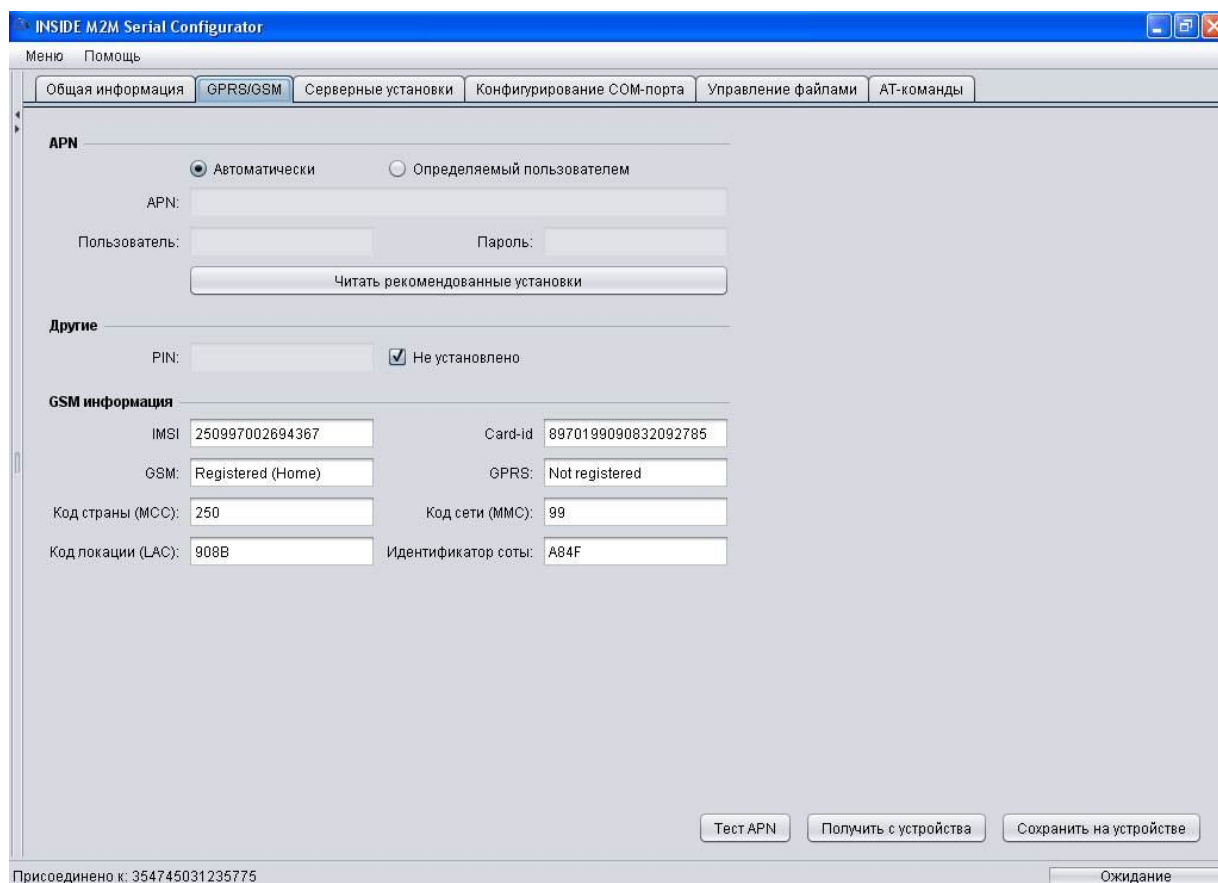 INSIDE M2M Serial Configurator
Меню Помощь
Общая информация GPRS/GSM Серверные установки Конфигурирование COM-порта Управление файлами AT-команды
APN
Автоматически Определяемый пользователем
APN:
Пользователь: Пароль:
Читать рекомендованные установки
Другие
PIN: Не установлено
GSM информация
IMSI 250997002694367 Card-id 8970199090832092785
GSM: Registered (Home) GPRS: Not registered
Код страны (MCC): 250 Код сети (MMC): 99
Код локации (LAC): 908B Идентификатор соты: A84F
Тест APN Получить с устройства Сохранить на устройстве
Присоединено к: 354745031235775 Ожидание